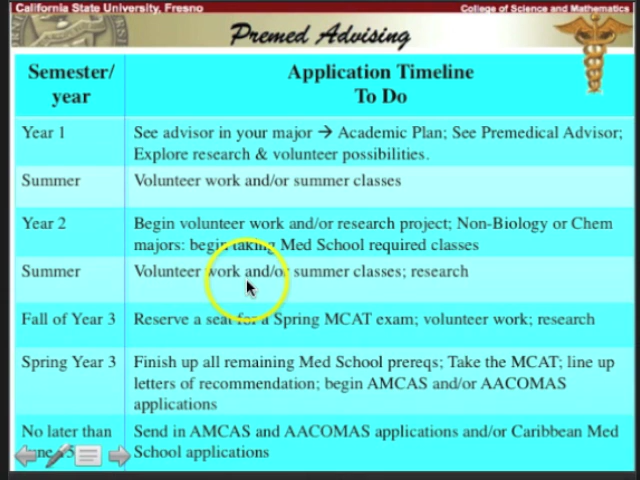 California State University, Fresno
College of Science and Mathematics
Premed Advising
Semester/
year
Application Timeline
To Do
Year 1
See advisor in your major → Academic Plan; See Premedical Advisor;
Explore research & volunteer possibilities.
Summer
Volunteer work and/or summer classes
Year 2
Begin volunteer work and/or research project; Non-Biology or Chem
majors: begin taking Med School required classes
Summer
Volunteer work and/or summer classes; research
Fall of Year 3
Reserve a seat for a Spring MCAT exam; volunteer work; research
Spring Year 3
Finish up all remaining Med School prereqs; Take the MCAT; line up
letters of recommendation; begin AMCAS and/or AACOMAS
applications
No later than
Send in AMCAS and AACOMAS applications and/or Caribbean Med
School applications